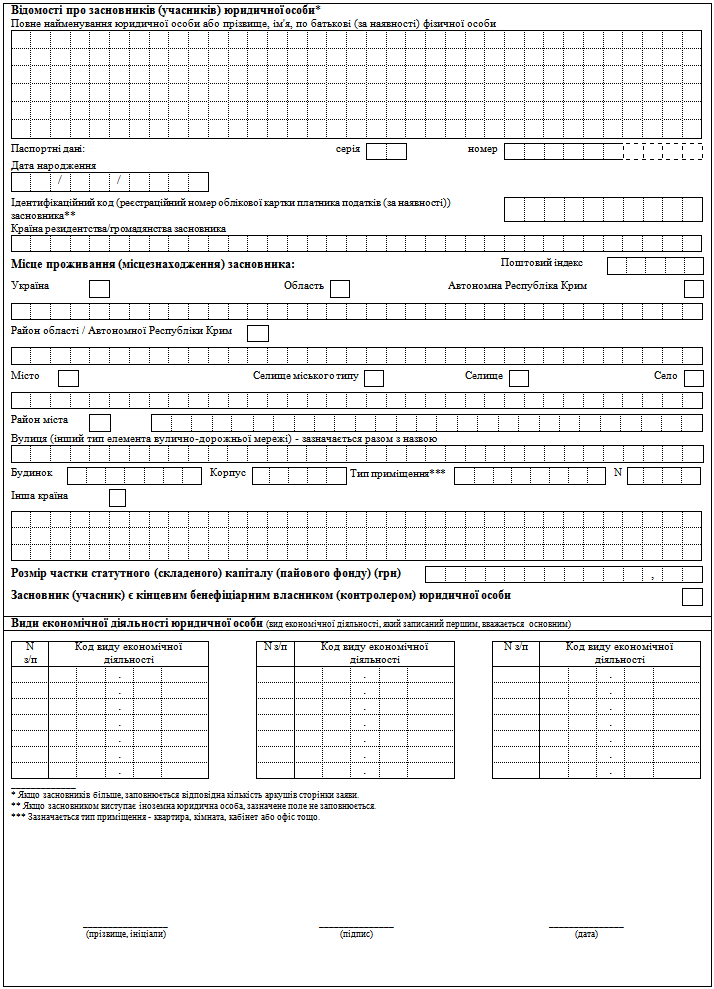 Відомості про засновників (учасників) юридичної особи*
Повне найменування юридичної особи або прізвище, ім'я, по батькові (за наявності) фізичної особи
Паспортні дані: серія номер
Дата народження
/ /
Ідентифікаційний код (реєстраційний номер облікової картки платника податків (за наявності))
засновника**
Країна резидентства/громадянства засновника
Місце проживання (місцезнаходження) засновника: Поштовий індекс
Україна Область Автономна Республіка Крим
Район області / Автономної Республіки Крим
Місто Селище міського типу Селище Село
Район міста
Вулиця (інший тип елемента вулично-дорожньої мережі) - зазначається разом з назвою
Будинок Корпус Тип приміщення*** N
Інша країна
Розмір частки статутного (складеного) капіталу (пайового фонду) (грн) ,
Засновник (учасник) є кінцевим бенефіціарним власником (контролером) юридичної особи
Види економічної діяльності юридичної особи (вид економічної діяльності, який записаний першим, вважається основним)
N Код виду економічної N з/п Код виду економічної N з/п Код виду економічної
з/п діяльності діяльності діяльності
. . .
. . .
. . .
. . .
. . .
. . .
. . .
* Якщо засновників більше, заповнюється відповідна кількість аркушів сторінки заяви.
** Якщо засновником виступає іноземна юридична особа, зазначене поле не заповнюється.
*** Зазначається тип приміщення - квартира, кімната, кабінет або офіс тощо.
(прізвище, ініціали) (підпис) (дата)